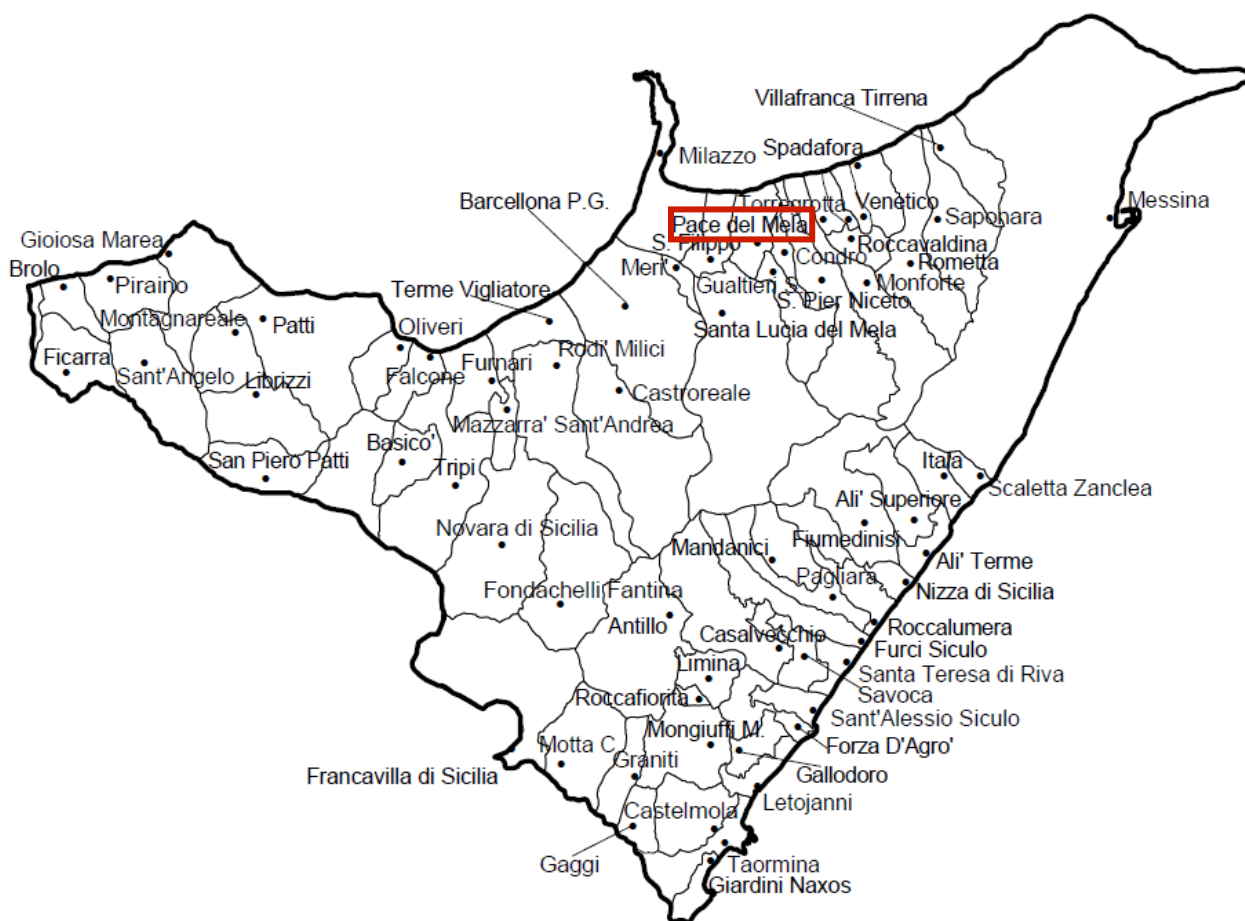 Villafranca Tirrena
Spadafora
Milazzo
Barcellona P.G.
Torregrotta
Venetico
Saponara
Messina
Pace del Mela
Gioiosa Marea
S. Filippo
Roccavaldina
Brolo
Piraino
Meri'
Condro
Rometta
Terme Vigliatore
Gualtieri S.
Monforte
S. Pier Niceto
Montagnareale
Patti
Oliveri
Santa Lucia del Mela
Ficarra
Sant'Angelo
Librizzi
Falcone
Furnari
Rodi' Milici
Castroreale
Mazzarra' Sant'Andrea
Basico'
San Piero Patti
Tripi
Itala
Scaletta Zanclea
Ali' Superiore
Novara di Sicilia
Mandanici
Fiumedinisi
Ali' Terme
Pagliara
Nizza di Sicilia
Fondachelli Fantina
Antillo
Casalvecchio
Roccalumera
Furci Siculo
Limina
Santa Teresa di Riva
Savoca
Roccafiorita
Sant'Alessio Siculo
Mongiuffi M.
Motta C.
Forza D'Agro'
Francavilla di Sicilia
Graniti
Gallodoro
Letojanni
Castelmola
Gaggi
Taormina
Giardini Naxos